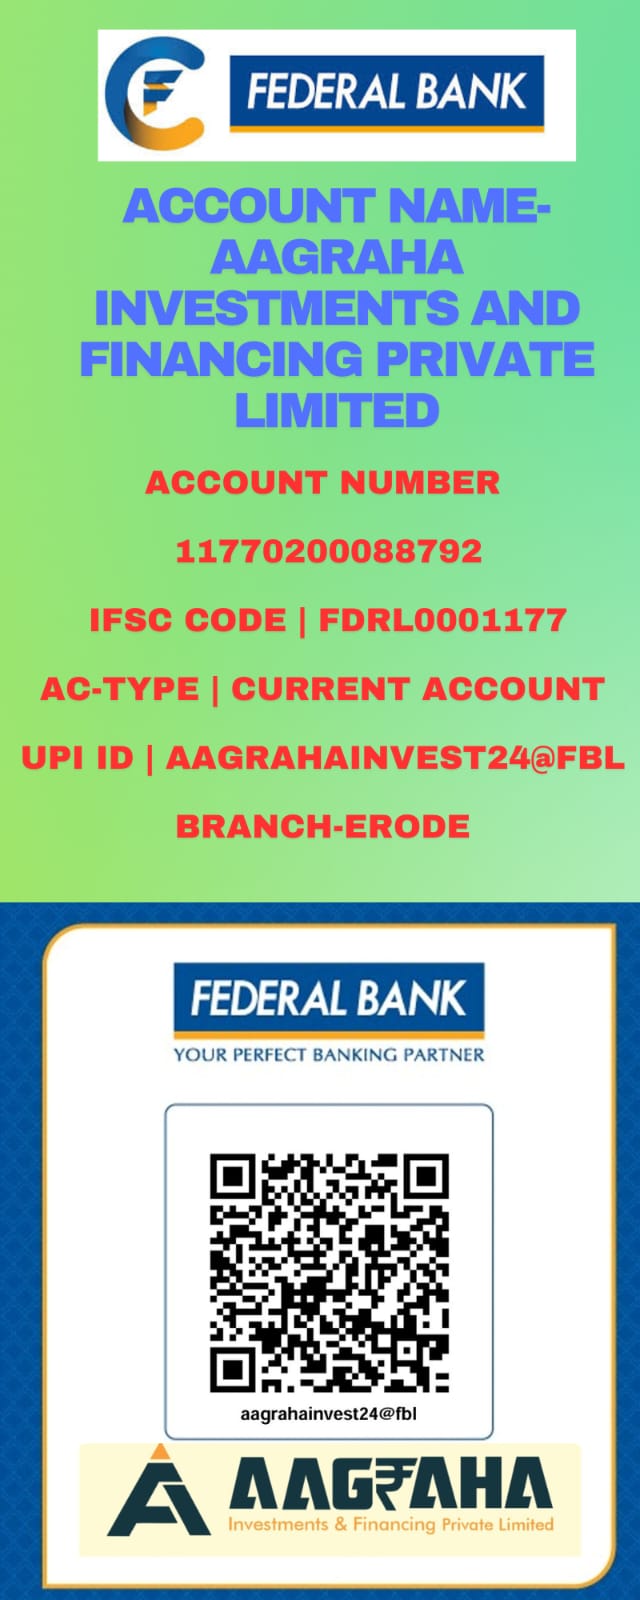 FEDERAL BANK
ACCOUNT NAME-
AAGRAHA
INVESTMENTS AND
FINANCING PRIVATE
LIMITED
ACCOUNT NUMBER
11770200088792
IFSC CODE | FDRL0001177
AC-TYPE | CURRENT ACCOUNT
UPI ID | AAGRAHAINVEST24@FBL
BRANCH-ERODE
FEDERAL BANK
YOUR PERFECT BANKING PARTNER
aagrahainvest24@fbl
AAG₹AHA
Investments & Financing Private Limited